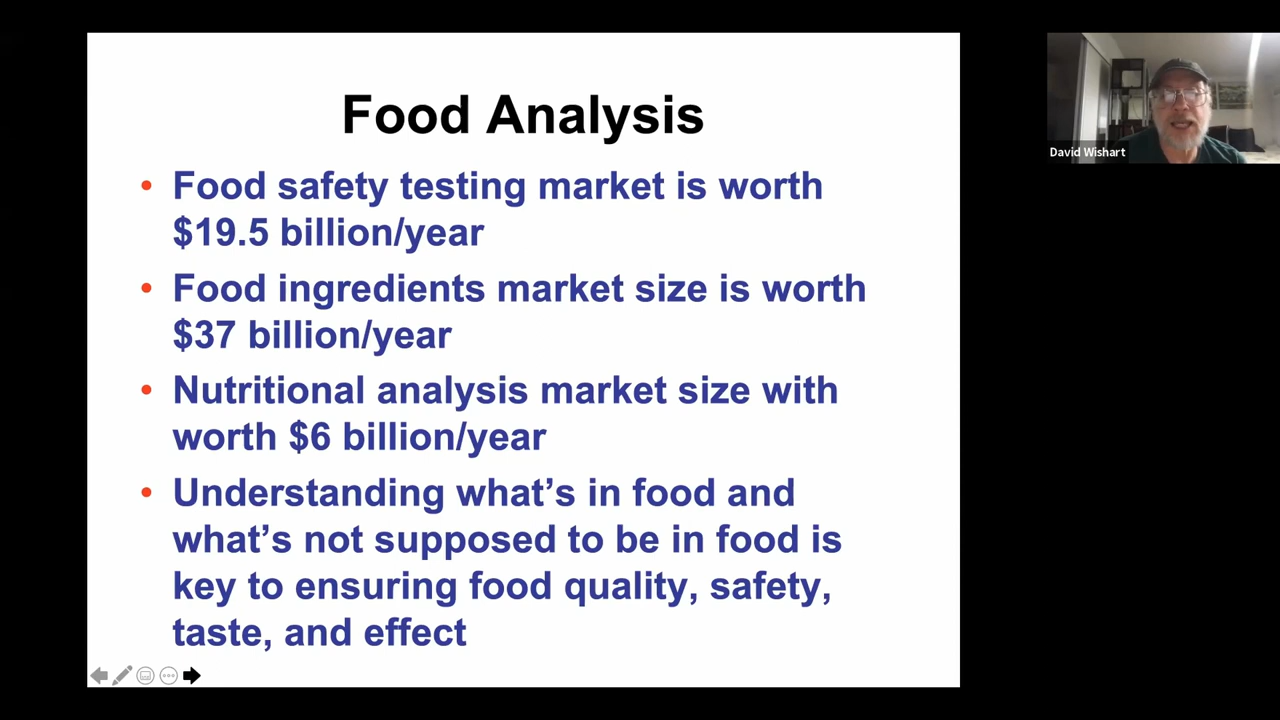 Food Analysis
• Food safety testing market is worth
$19.5 billion/year
• Food ingredients market size is worth
$37 billion/year
• Nutritional analysis market size with
worth $6 billion/year
• Understanding what’s in food and
what’s not supposed to be in food is
key to ensuring food quality, safety,
taste, and effect
David Wishart